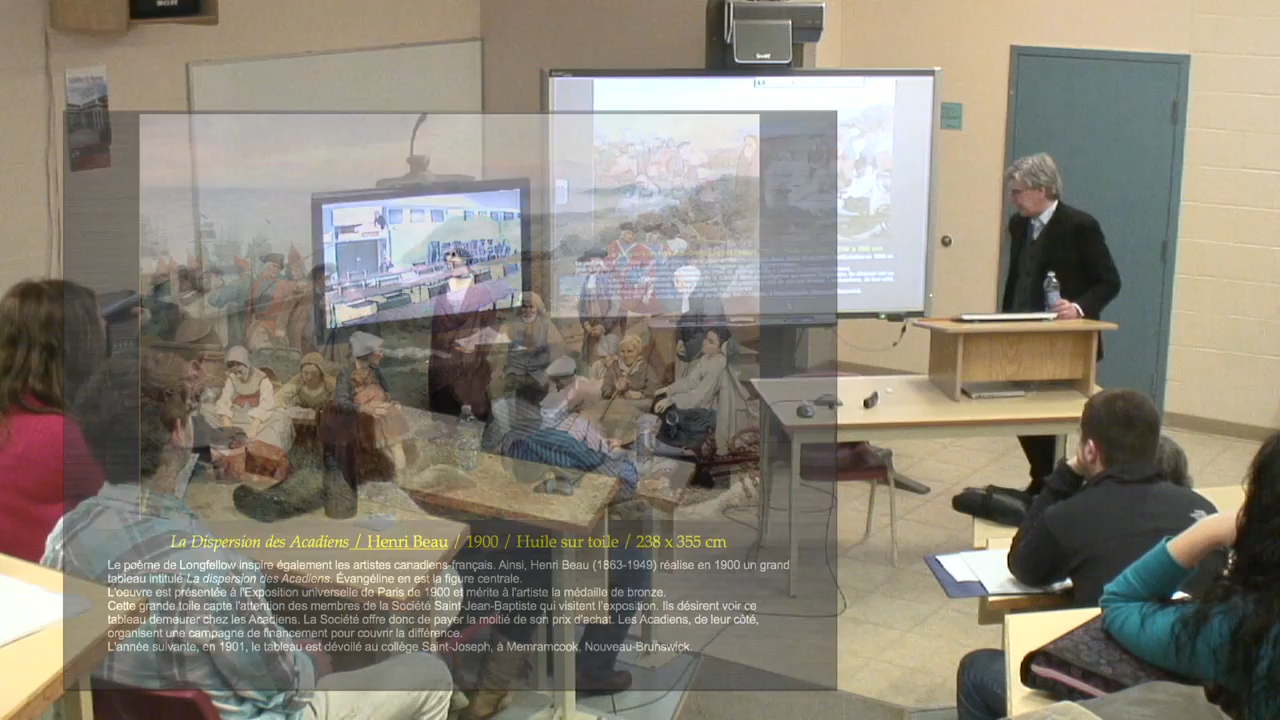 La Dispersion des Acadiens / Henri Beau / 1900 / Huile sur toile / 238 x 355 cm
Le poème de Longfellow inspire également les artistes canadiens-français. Ainsi, Henri Beau (1863-1949) réalise en 1900 un grand
tableau intitulé La dispersion des Acadiens. Évangéline en est la figure centrale.
L'oeuvre est présentée à l'Exposition universelle de Paris de 1900 et mérite à l'artiste la médaille de bronze.
Cette grande toile capte l'attention des membres de la Société Saint-Jean-Baptiste qui visitent l'exposition. Ils désirent voir ce
tableau demeurer chez les Acadiens. La Société offre donc de payer la moitié de son prix d'achat. Les Acadiens, de leur côté,
organisent une campagne de financement pour couvrir la différence.
L'année suivante, en 1901, le tableau est dévoilé au collège Saint-Joseph, à Memramcook, Nouveau-Brunswick.